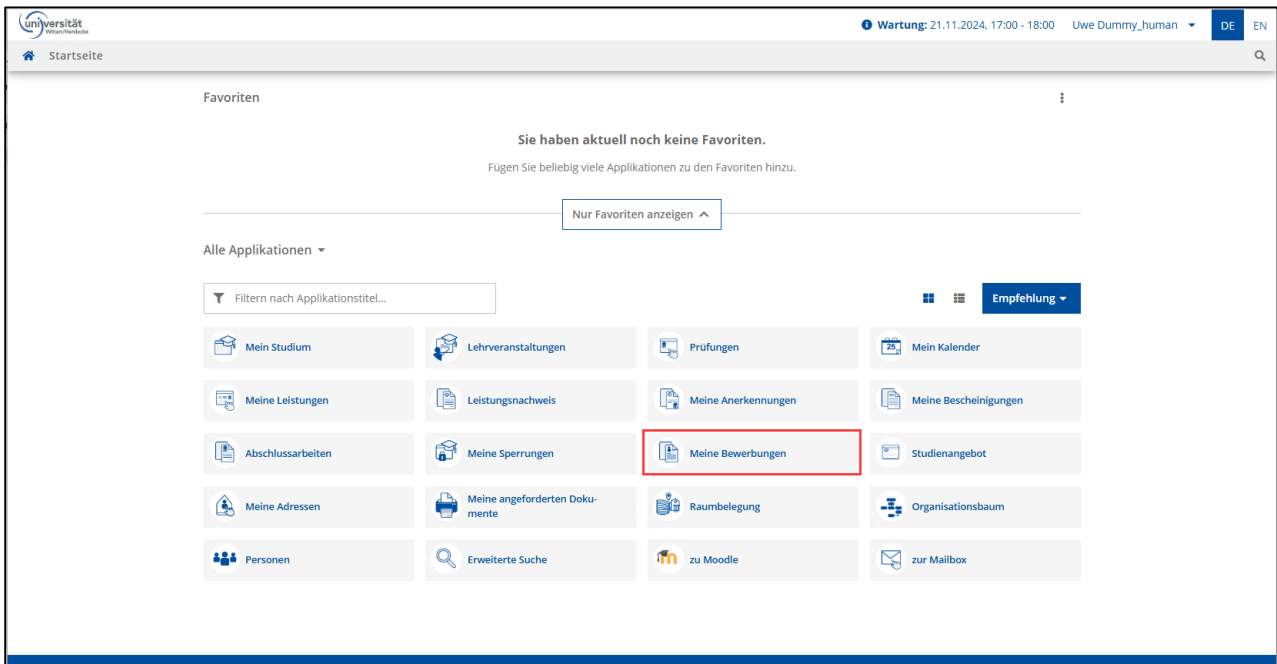 universität
Witten/Herdecke
Wartung: 21.11.2024, 17:00 - 18:00 Uwe Dummy_human DE EN
Startseite
Favoriten
Sie haben aktuell noch keine Favoriten.
Fügen Sie beliebig viele Applikationen zu den Favoriten hinzu.
Nur Favoriten anzeigen
Alle Applikationen
Filtern nach Applikationstitel... Empfehlung
Mein Studium Lehrveranstaltungen Prüfungen 25 Mein Kalender
Meine Leistungen Leistungsnachweis Meine Anerkennungen Meine Bescheinigungen
Abschlussarbeiten Meine Sperrungen Meine Bewerbungen Studienangebot
Meine Adressen Meine angeforderten Doku-
mente Raumbelegung Organisationsbaum
Personen Erweiterte Suche zu Moodle zur Mailbox